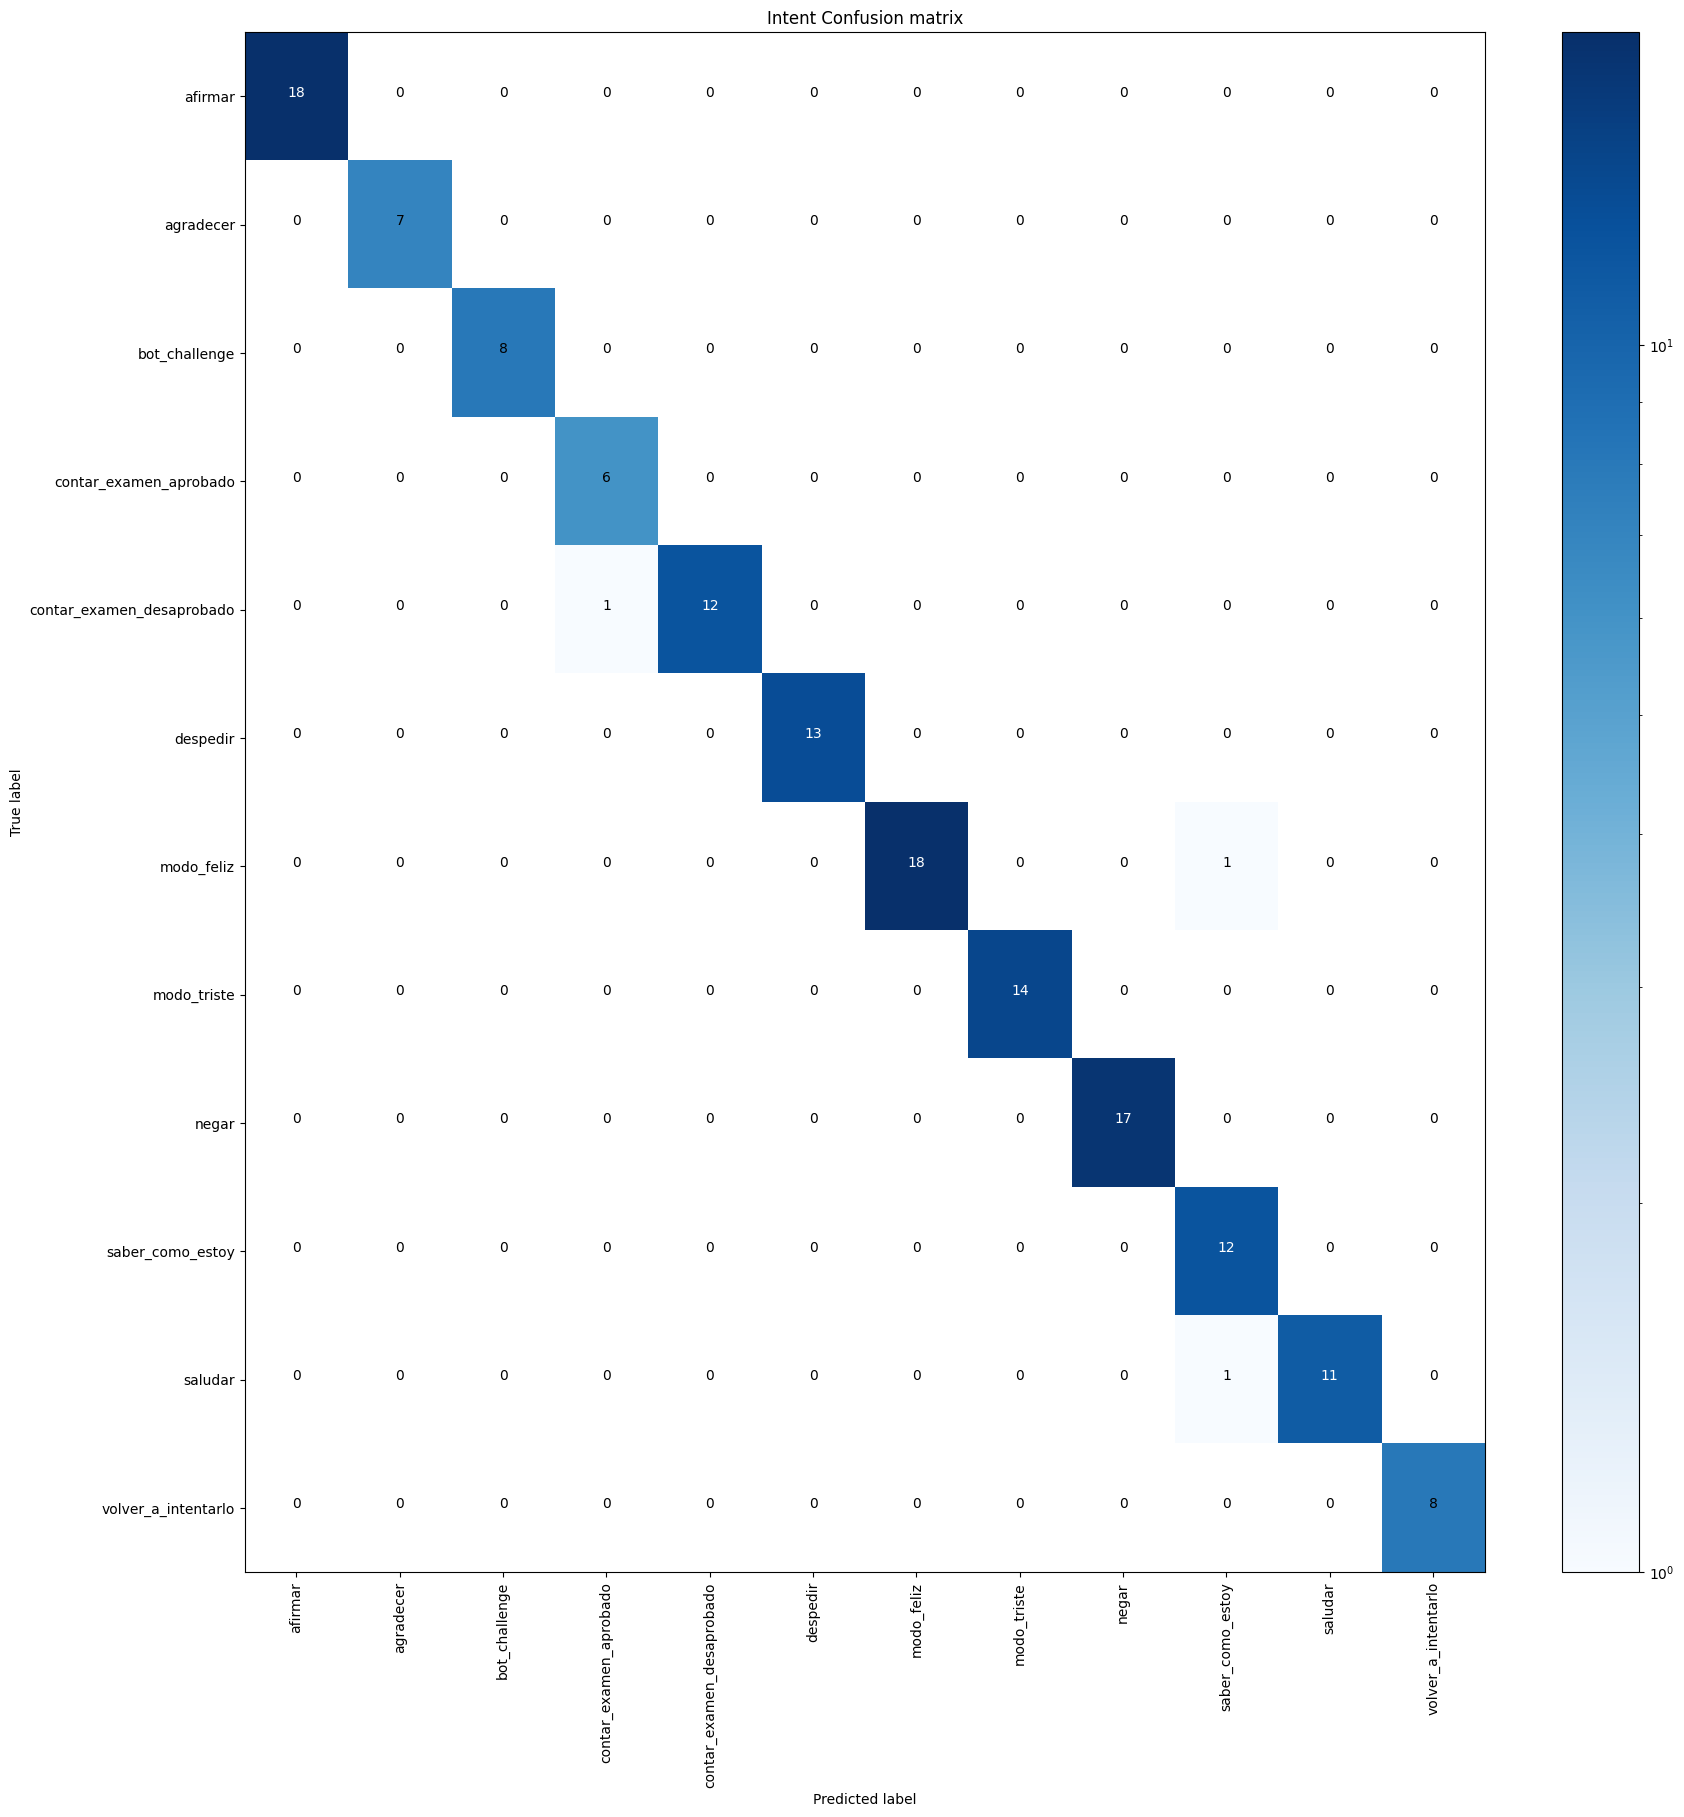 Intent Confusion matrix
afirmar 18 0 0 0 0 0 0 0 0 0 0 0
agradecer 0 7 0 0 0 0 0 0 0 0 0 0
bot_challenge 0 0 8 0 0 0 0 0 0 0 0 0
contar_examen_aprobado 0 0 0 6 0 0 0 0 0 0 0 0
contar_examen_desaprobado 0 0 0 1 12 0 0 0 0 0 0 0
despedir 0 0 0 0 0 13 0 0 0 0 0 0
modo_feliz 0 0 0 0 0 0 18 0 0 1 0 0
modo_triste 0 0 0 0 0 0 0 14 0 0 0 0
negar 0 0 0 0 0 0 0 0 17 0 0 0
saber_como_estoy 0 0 0 0 0 0 0 0 0 12 0 0
saludar 0 0 0 0 0 0 0 0 0 1 11 0
volver_a_intentarlo 0 0 0 0 0 0 0 0 0 0 0 8
True label
afirmar
agradecer
bot_challenge
contar_examen_aprobado
contar_examen_desaprobado
despedir
modo_feliz
modo_triste
negar
saber_como_estoy
saludar
volver_a_intentarlo
Predicted label
10¹
10⁰